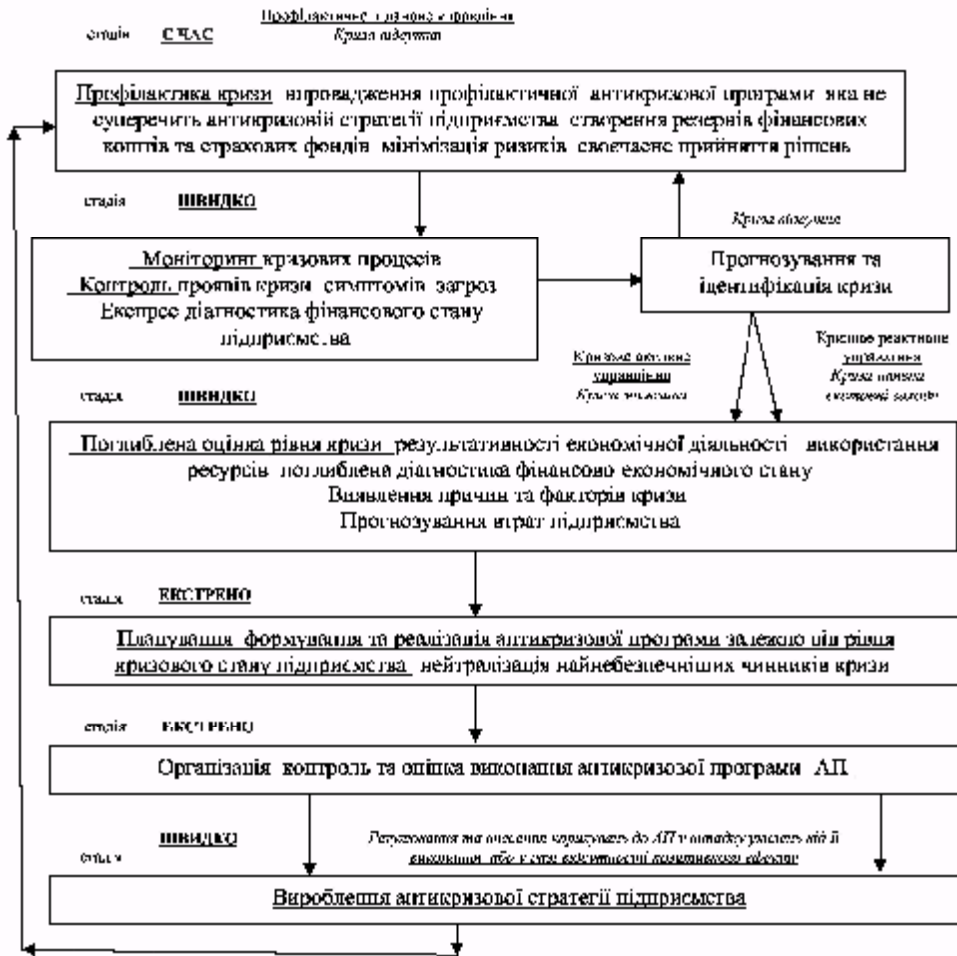 Криза відсутня
стадія Є ЧАС
Профілактика кризи впровадження профілактичної антикризової програми яка не
суперечить антикризовій стратегії підприємства створення резервів фінансових
коштів та страхових фондів мінімізація ризиків своєчасне прийняття рішень
стадія ШВИДКО
Криза відсутня
Моніторинг кризових процесів
Контроль проявів кризи симптомів загроз
Експрес діагностика фінансового стану
підприємства
Прогнозування та
ідентифікація кризи
Кризове реактивне
управління
управління
стадія ШВИДКО
Поглиблена оцінка рівня кризи результативності економічної діяльності використання
ресурсів поглиблена діагностика фінансово економічного стану
Виявлення причин та факторів кризи
Прогнозування втрат підприємства
стадія ЕКСТРЕНО
Планування формування та реалізація антикризової програми залежно від рівня
кризового стану підприємства нейтралізація найнебезпечніших чинників кризи
стадія ЕКСТРЕНО
Організація контроль та оцінка виконання антикризової програми АП
ШВИДКО
стадія
Вироблення антикризової стратегії підприємства